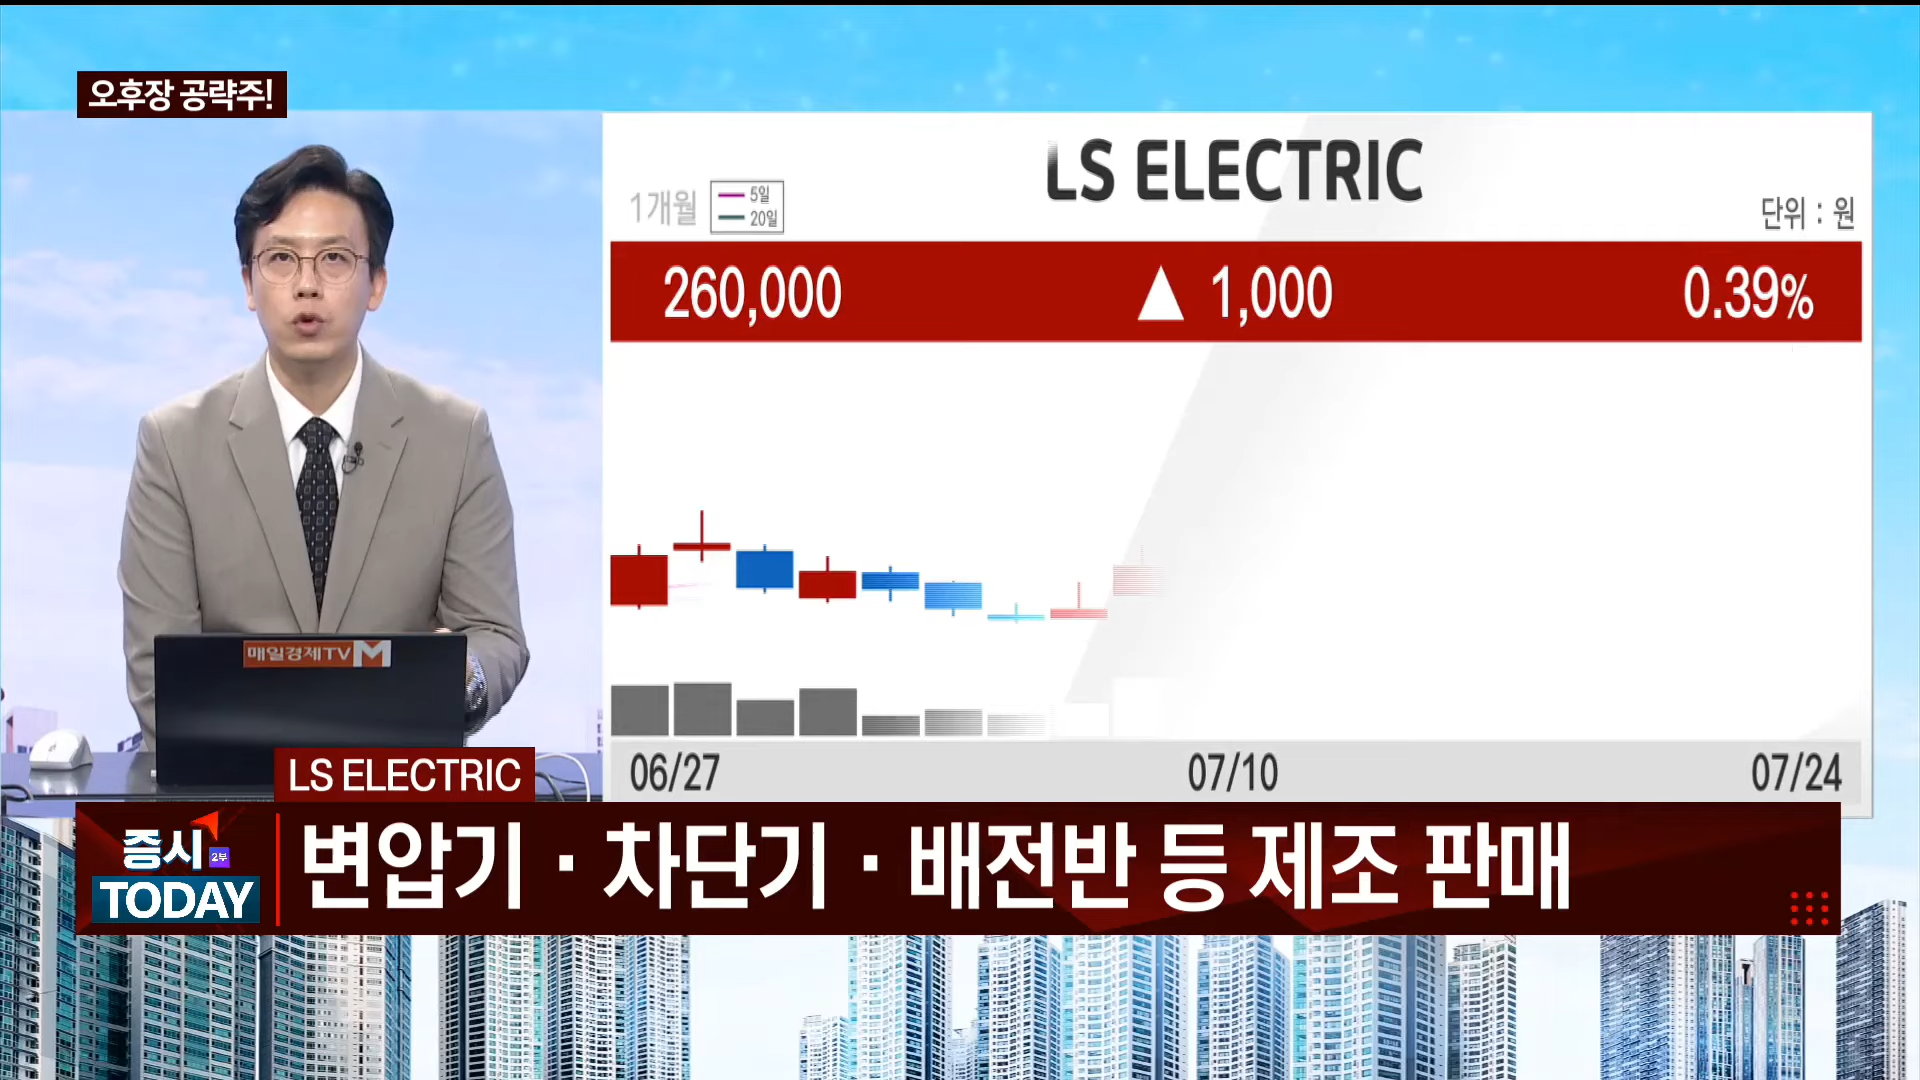 오후장 공략주!
LS ELECTRIC
1개월
5일
20일
단위 : 원
260,000 ▲ 1,000 0.39%
매일경제TV M
06/27 07/10 07/24
LS ELECTRIC
증시 2부
TODAY
변압기 · 차단기 · 배전반 등 제조 판매